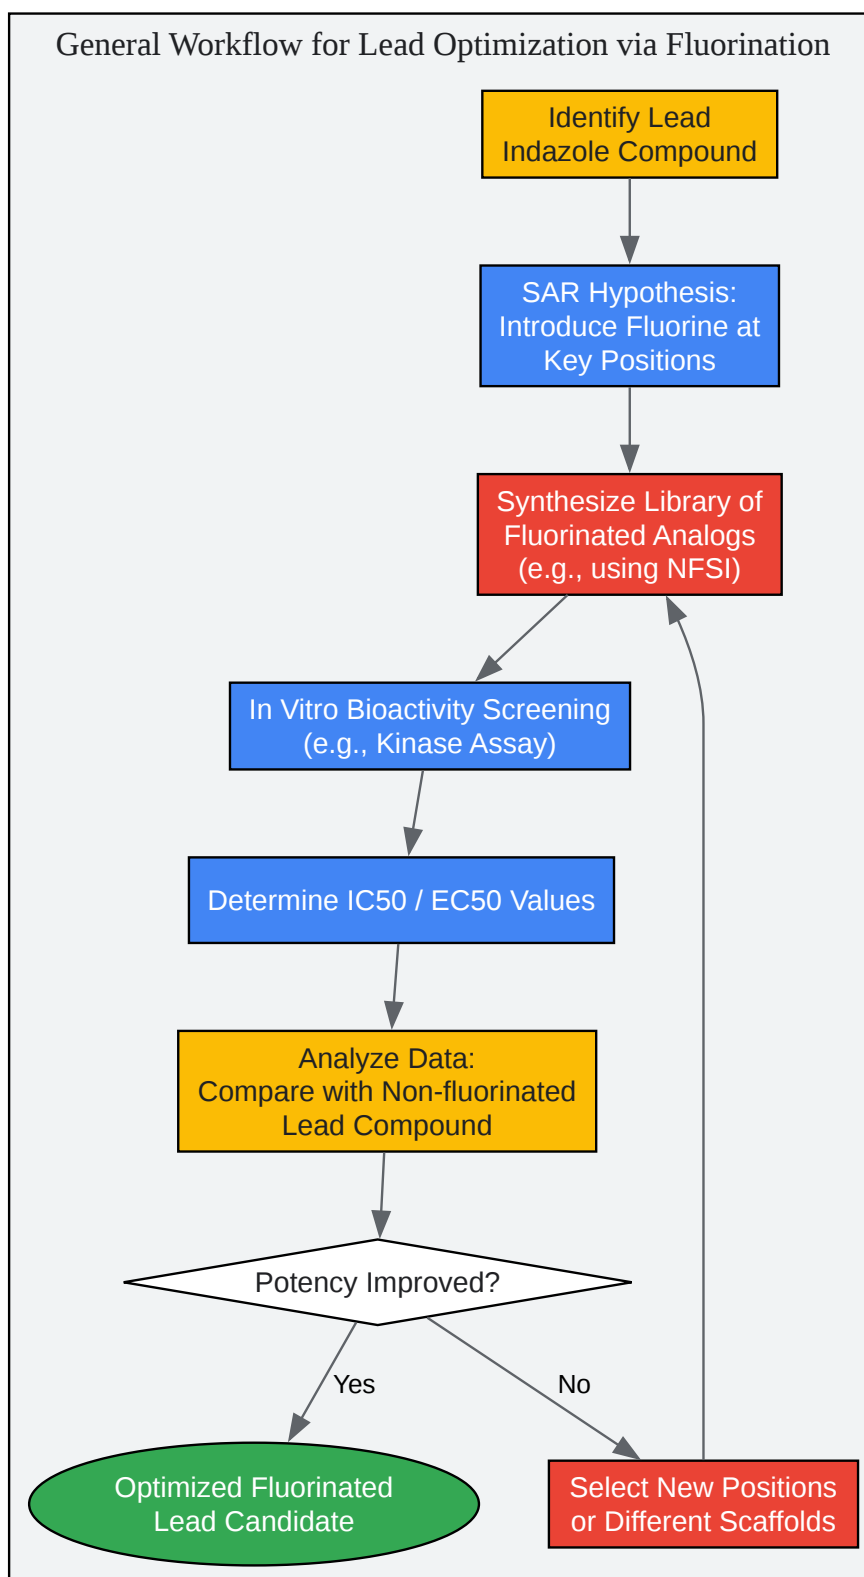 General Workflow for Lead Optimization via Fluorination
Identify Lead
Indazole Compound
SAR Hypothesis:
Introduce Fluorine at
Key Positions
Synthesize Library of
Fluorinated Analogs
(e.g., using NFSI)
In Vitro Bioactivity Screening
(e.g., Kinase Assay)
Determine IC50 / EC50 Values
Analyze Data:
Compare with Non-fluorinated
Lead Compound
Potency Improved?
Yes
No
Optimized Fluorinated
Lead Candidate
Select New Positions
or Different Scaffolds